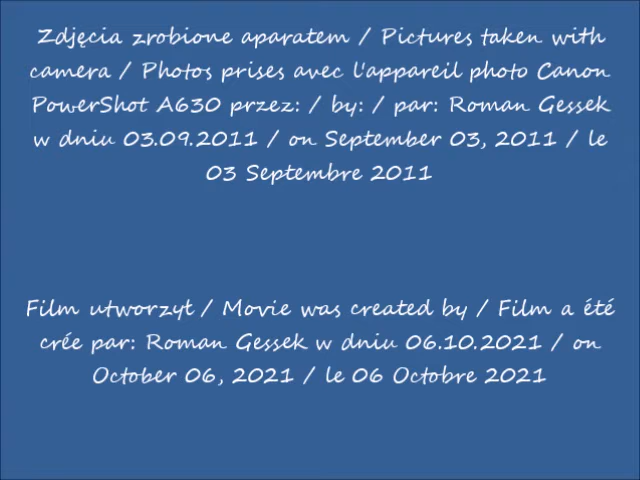 Zdjęcia zrobione aparatem / Pictures taken with
camera / Photos prises avec l'appareil photo Canon
PowerShot A630 przez: / by: / par: Roman Gessek
w dniu 03.09.2011 / on September 03, 2011 / le
03 Septembre 2011
Film utworzył / Movie was created by / Film a été
crée par: Roman Gessek w dniu 06.10.2021 / on
October 06, 2021 / le 06 Octobre 2021